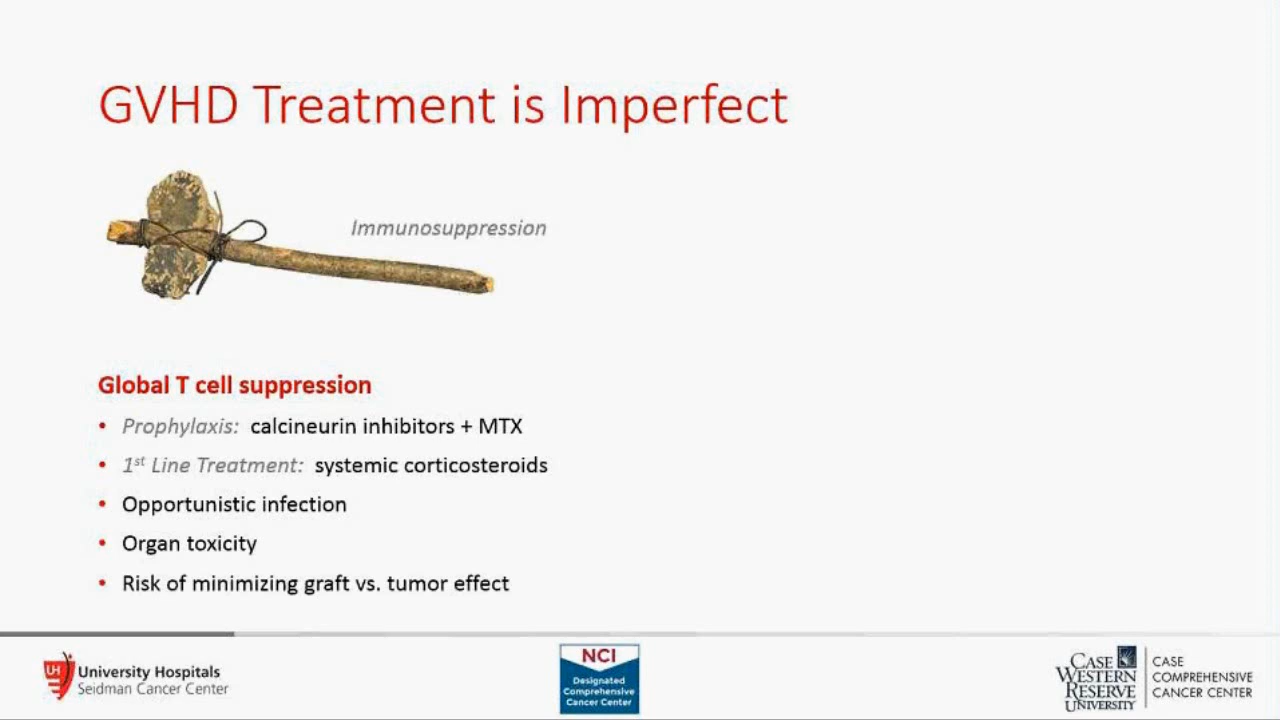 GVHD Treatment is Imperfect
Immunosuppression
Global T cell suppression
• Prophylaxis: calcineurin inhibitors + MTX
• 1st Line Treatment: systemic corticosteroids
• Opportunistic infection
• Organ toxicity
• Risk of minimizing graft vs. tumor effect
UH
University Hospitals
Seidman Cancer Center
NCI
Designated
Comprehensive
Cancer Center
CASE
WESTERN
RESERVE
UNIVERSITY
CASE
COMPREHENSIVE
CANCER CENTER